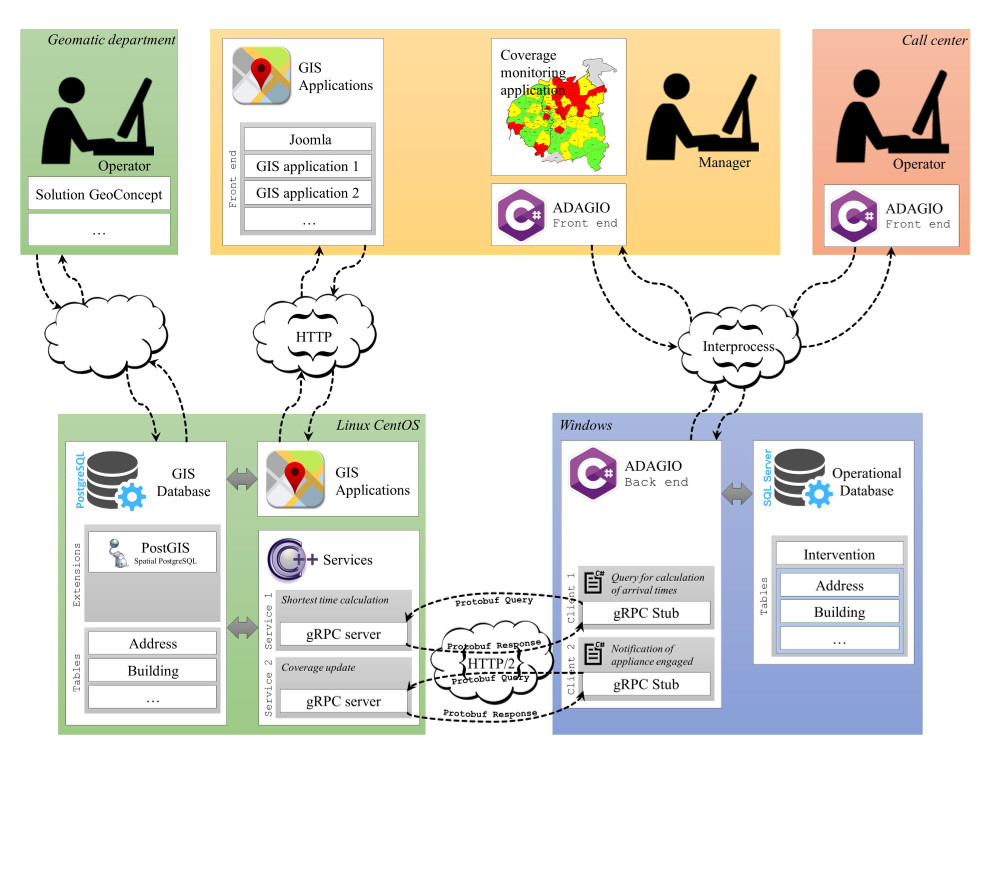 Geomatic department
Operator
Solution GeoConcept
...
GIS
Applications
Front end
Joomla
GIS application 1
GIS application 2
...
Coverage
monitoring
application
C#
ADAGIO
Front end
Manager
Call center
Operator
C#
ADAGIO
Front end
HTTP
Interprocess
Linux CentOS
PostgreSQL
GIS
Database
Extensions
PostGIS
Spatial PostgreSQL
Tables
Address
Building
...
GIS
Applications
C++
Services
Service 1
Shortest time calculation
gRPC server
Service 2
Coverage update
gRPC server
Protobuf Query
Protobuf Response
HTTP/2
Protobuf Query
Protobuf Response
Windows
C#
ADAGIO
Back end
Client 1
C#
Query for calculation
of arrival times
gRPC Stub
Client 2
C#
Notification of
appliance engaged
gRPC Stub
SQL Server
Operational
Database
Tables
Intervention
Address
Building
...